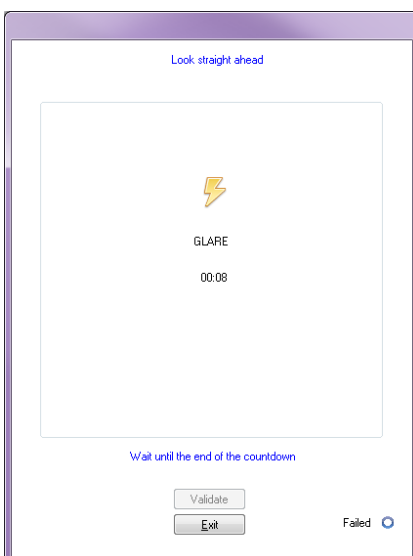 Look straight ahead
GLARE
00:08
Wait until the end of the countdown
Validate
Exit
Failed